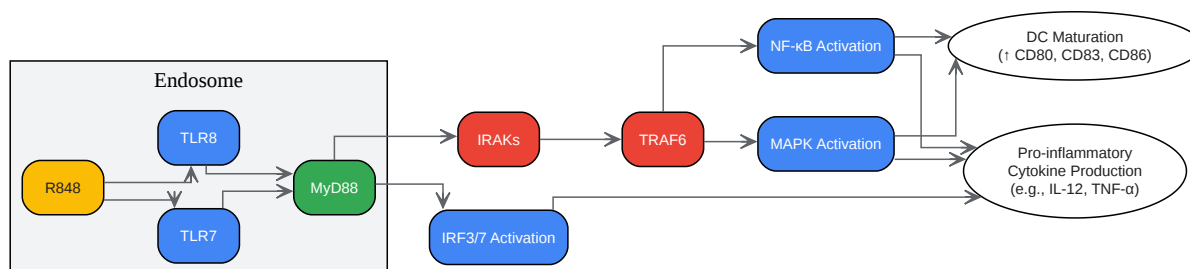 Endosome
R848
TLR8
TLR7
MyD88
IRAKs
TRAF6
IRF3/7 Activation
NF-κB Activation
MAPK Activation
DC Maturation
(↑ CD80, CD83, CD86)
Pro-inflammatory
Cytokine Production
(e.g., IL-12, TNF-α)